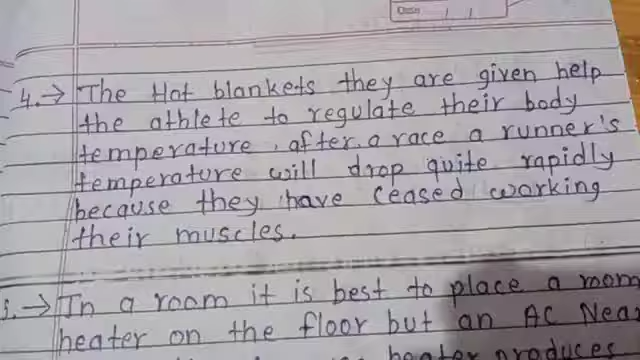 Date / /
4.→ The Hot blankets they are given help
the athlete to regulate their body
temperature, after.a race a runner's
temperature will drop quite rapidly
because they have ceased working
their muscles.
5.→ In a room it is best to place a room
heater on the floor but an AC Near
heater produces